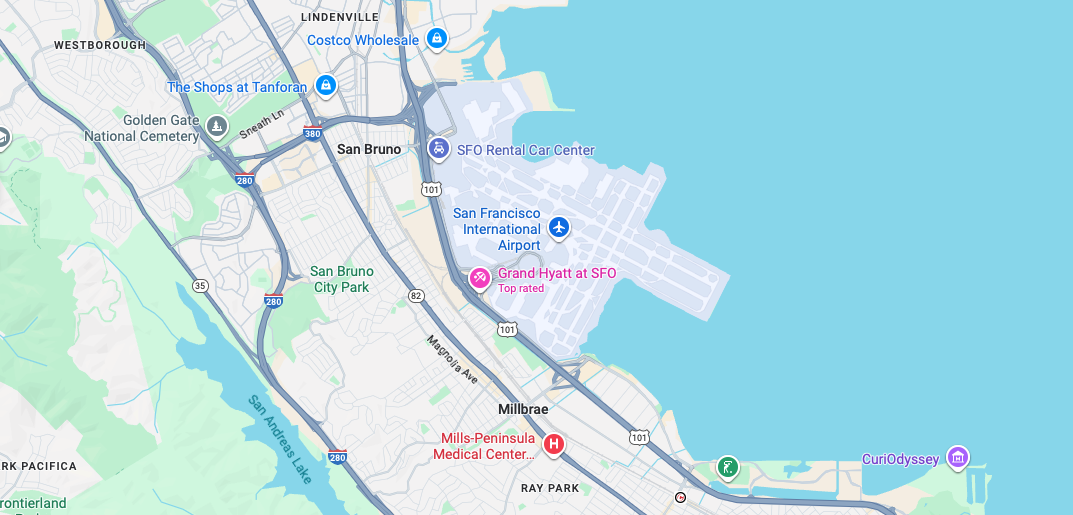 LINDENVILLE
WESTBOROUGH
Costco Wholesale
The Shops at Tanforan
Golden Gate
National Cemetery
Sneath Ln
380
101
San Bruno
SFO Rental Car Center
280
101
San Francisco
International
Airport
San Bruno
City Park
Grand Hyatt at SFO
Top rated
35
82
280
101
Magnolia Ave
San Andreas Lake
Millbrae
101
Mills-Peninsula
Medical Center...
H
280
CuriOdyssey
RK PACIFICA
RAY PARK
rontierland